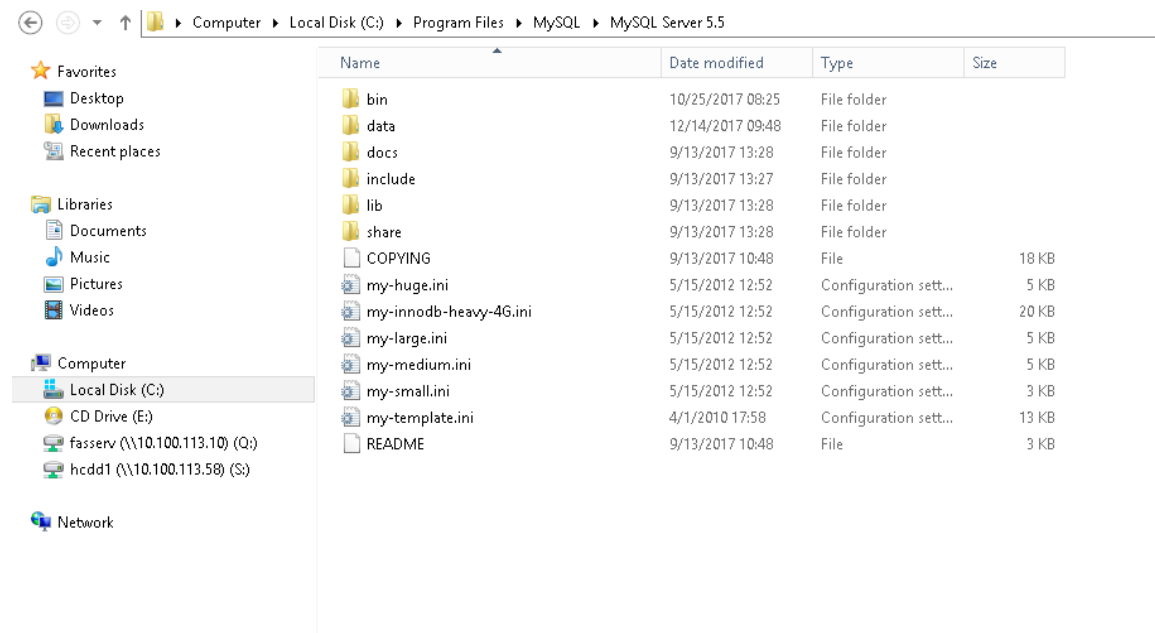 Computer Local Disk (C:) Program Files MySQL MySQL Server 5.5
Favorites
Desktop
Downloads
Recent places
Libraries
Documents
Music
Pictures
Videos
Computer
Local Disk (C:)
CD Drive (E:)
fasserv (\\10.100.113.10) (Q:)
hcdd1 (\\10.100.113.58) (S:)
Network
Name Date modified Type Size
bin 10/25/2017 08:25 File folder
data 12/14/2017 09:48 File folder
docs 9/13/2017 13:28 File folder
include 9/13/2017 13:27 File folder
lib 9/13/2017 13:28 File folder
share 9/13/2017 13:28 File folder
COPYING 9/13/2017 10:48 File 18 KB
my-huge.ini 5/15/2012 12:52 Configuration sett... 5 KB
my-innodb-heavy-4G.ini 5/15/2012 12:52 Configuration sett... 20 KB
my-large.ini 5/15/2012 12:52 Configuration sett... 5 KB
my-medium.ini 5/15/2012 12:52 Configuration sett... 5 KB
my-small.ini 5/15/2012 12:52 Configuration sett... 3 KB
my-template.ini 4/1/2010 17:58 Configuration sett... 13 KB
README 9/13/2017 10:48 File 3 KB